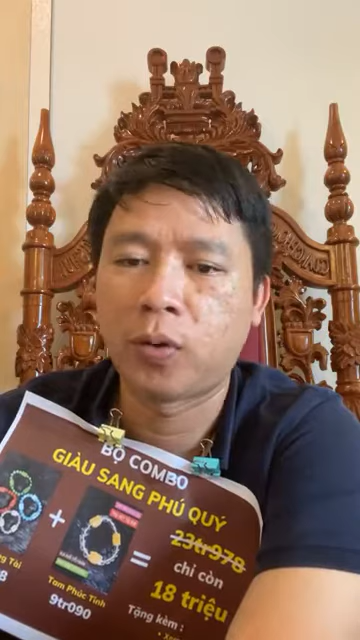 BỘ COMBO
GIÀU SANG PHÚ QUÝ
23tr978
chỉ còn
18 triệu
Tam Phúc Tinh
9tr090
Tặng kèm :